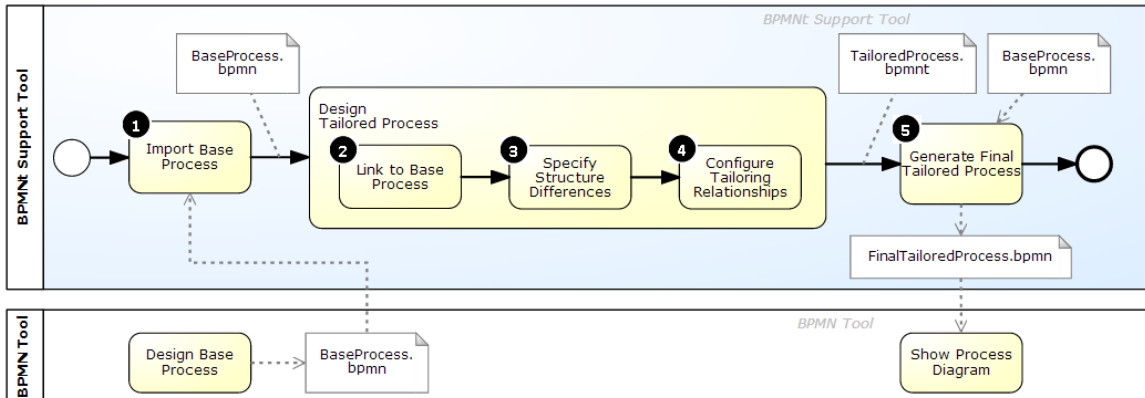 BPMNt Support Tool
BPMNt Support Tool
BaseProcess.
bpmn
TailoredProcess.
bpmnt
BaseProcess.
bpmn
Design
Tailored Process
1
Import Base
Process
2
Link to Base
Process
3
Specify
Structure
Differences
4
Configure
Tailoring
Relationships
5
Generate Final
Tailored Process
FinalTailoredProcess.bpmn
BPMN Tool
BPMN Tool
Design Base
Process
BaseProcess.
bpmn
Show Process
Diagram